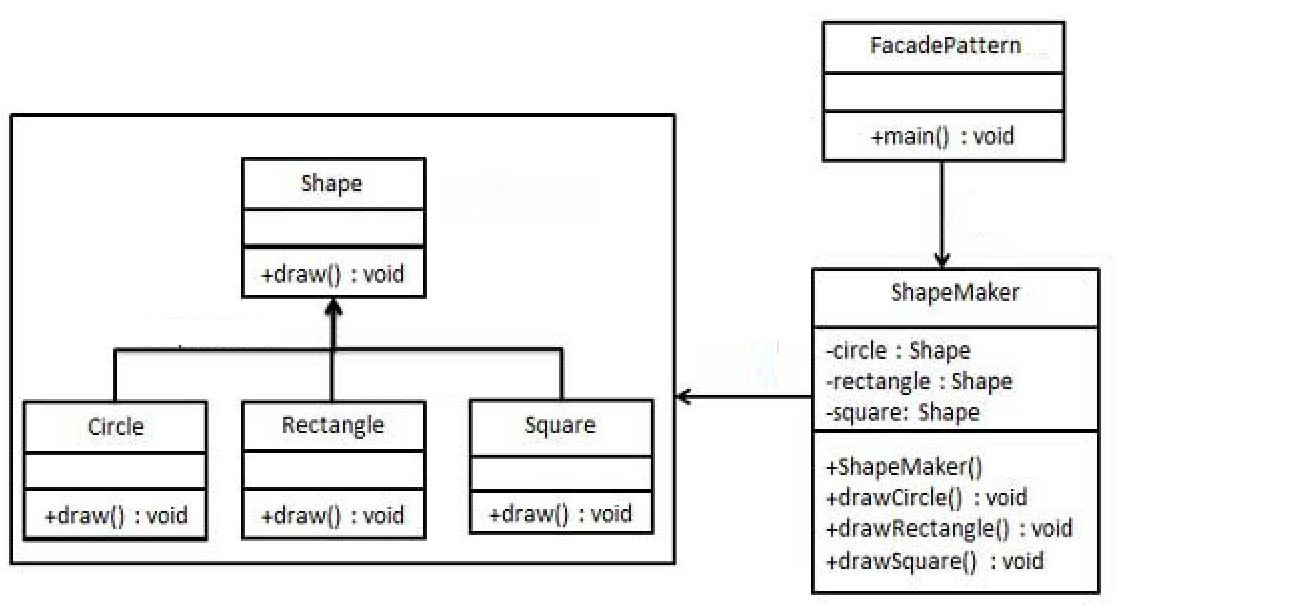 FacadePattern
+main() : void
Shape
+draw() : void
Circle
+draw() : void
Rectangle
+draw() : void
Square
+draw() : void
ShapeMaker
-circle : Shape
-rectangle : Shape
-square: Shape
+ShapeMaker()
+drawCircle() : void
+drawRectangle() : void
+drawSquare() : void